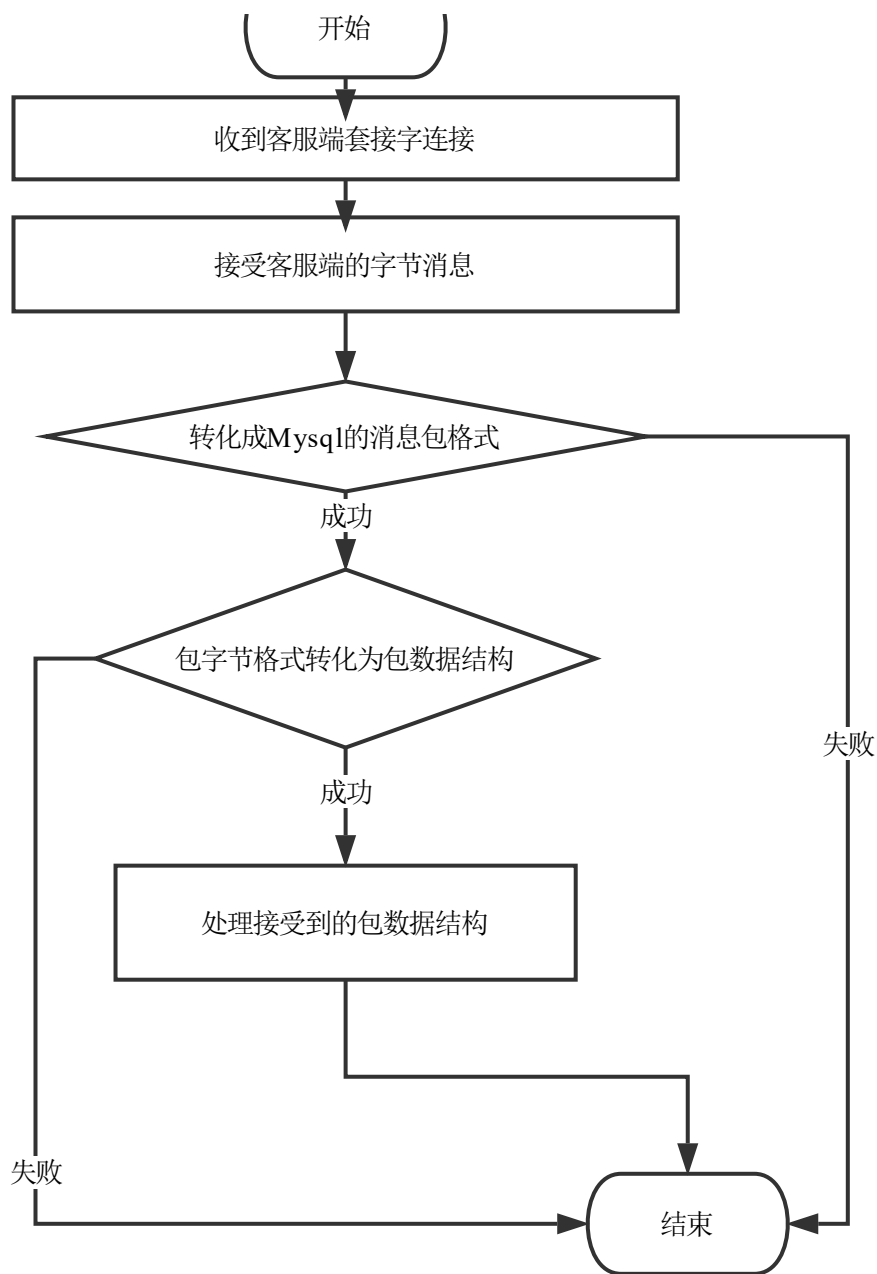 开始
收到客服端套接字连接
接受客服端的字节消息
转化成Mysql的消息包格式
成功
包字节格式转化为包数据结构
失败
成功
处理接受到的包数据结构
失败
结束